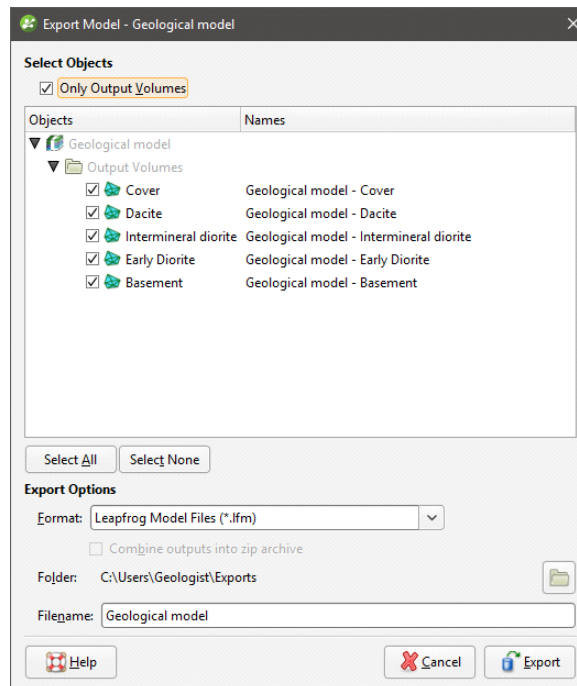 Export Model - Geological model
Select Objects
Only Output Volumes
Objects Names
Geological model
Output Volumes
Cover Geological model - Cover
Dacite Geological model - Dacite
Intermineral diorite Geological model - Intermineral diorite
Early Diorite Geological model - Early Diorite
Basement Geological model - Basement
Select All Select None
Export Options
Format: Leapfrog Model Files (*.lfm)
Combine outputs into zip archive
Folder: C:\Users\Geologist\Exports
Filename: Geological model
Help Cancel Export